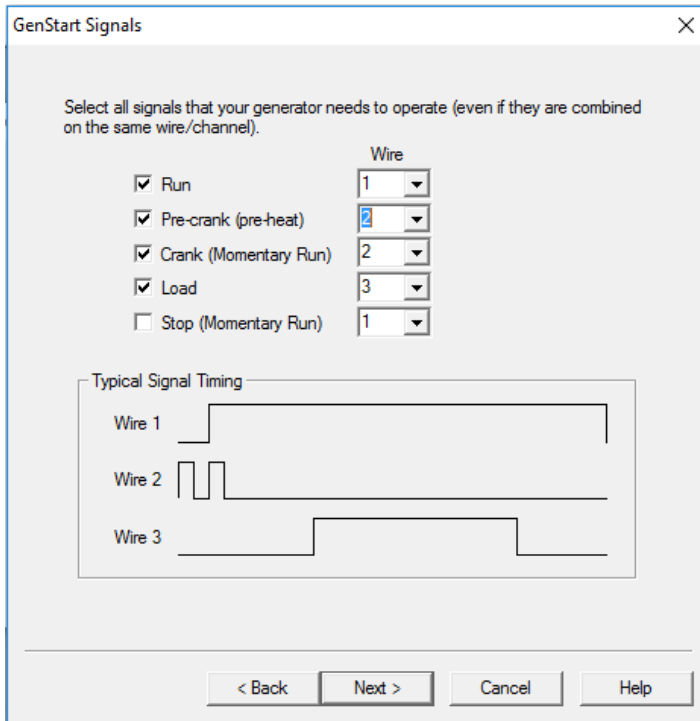 GenStart Signals
Select all signals that your generator needs to operate (even if they are combined
on the same wire/channel).
Wire
Run 1
Pre-crank (pre-heat) 2
Crank (Momentary Run) 2
Load 3
Stop (Momentary Run) 1
Typical Signal Timing
Wire 1
Wire 2
Wire 3
< Back Next > Cancel Help